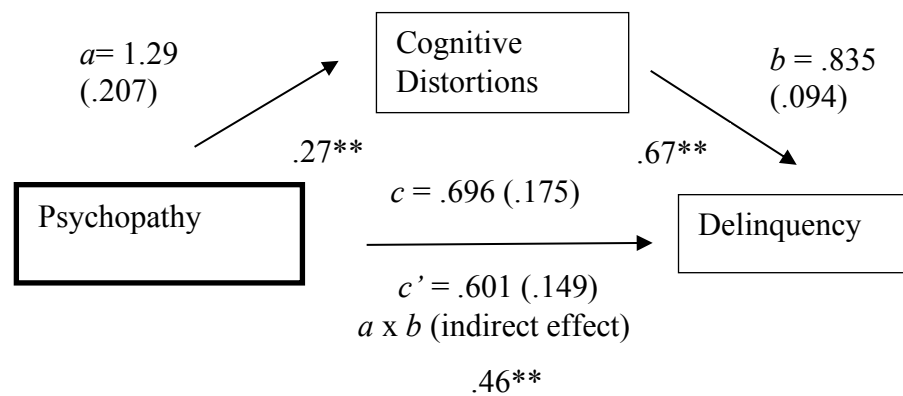 a= 1.29
(.207)
Cognitive
Distortions
b = .835
(.094)
.27**
.67**
c = .696 (.175)
Psychopathy
Delinquency
c’ = .601 (.149)
a x b (indirect effect)
.46**